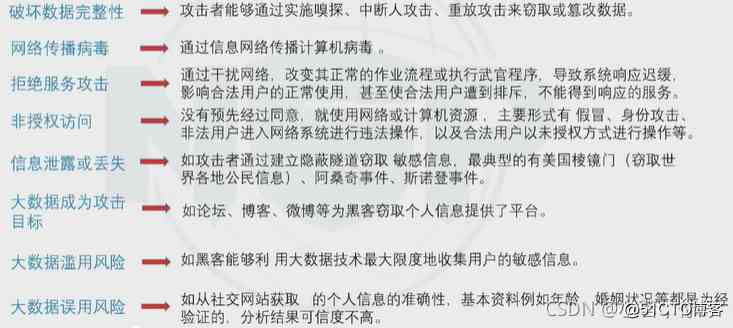 破坏数据完整性 攻击者能够通过实施嗅探、中断人攻击、重放攻击来窃取或篡改数据。
网络传播病毒 通过信息网络传播计算机病毒 。
拒绝服务攻击
通过干扰网络，改变其正常的作业流程或执行武官程序，导致系统响应迟缓，
影响合法用户的正常使用，甚至使合法用户遭到排斥，不能得到响应的服务。
非授权访问
没有预先经过同意，就使用网络或计算机资源 ，主要形式有 假冒、身份攻击、
非法用户进入网络系统进行违法操作，以及合法用户以未授权方式进行操作等。
信息泄露或丢失
如攻击者通过建立隐蔽隧道窃取 敏感信息，最典型的有美国棱镜门（窃取世
界各地公民信息）、阿桑奇事件、斯诺登事件。
大数据成为攻击
目标
如论坛、博客、微博等为黑客窃取个人信息提供了平台。
大数据滥用风险 如黑客能够利 用大数据技术最大限度地收集用户的敏感信息。
大数据误用风险
如从社交网站获取 的个人信息的准确性，基本资料例如年龄、婚姻状况等都是为经
验证的，分析结果可信度不高。
CSDN
@51CTO博客